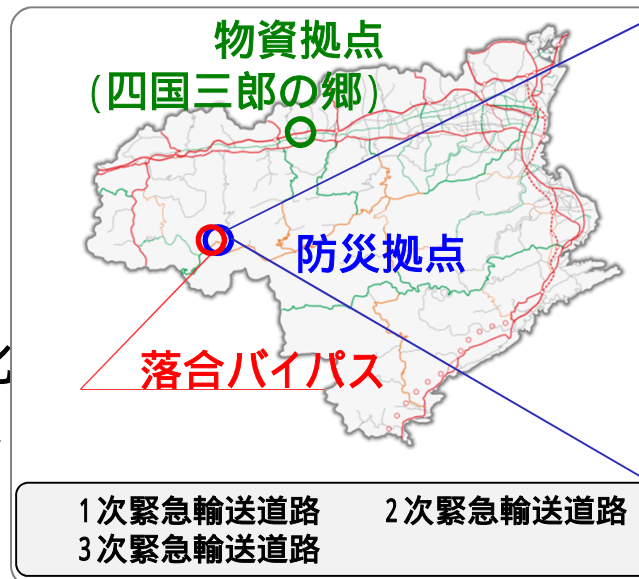 物資拠点
(四国三郎の郷)
防災拠点
落合バイパス
1次緊急輸送道路 2次緊急輸送道路
3次緊急輸送道路